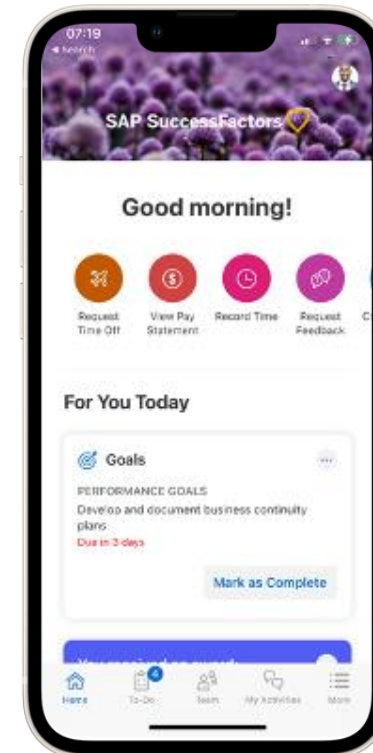 07:19
◀ Search
SAP SuccessFactors
Good morning!
Request
Time Off
View Pay
Statement
Record Time
Request
Feedback
C
For You Today
Goals
PERFORMANCE GOALS
Develop and document business continuity
plans
Due in 3 days
Mark as Complete
4
Home
To-Do
Team
My Activities
More